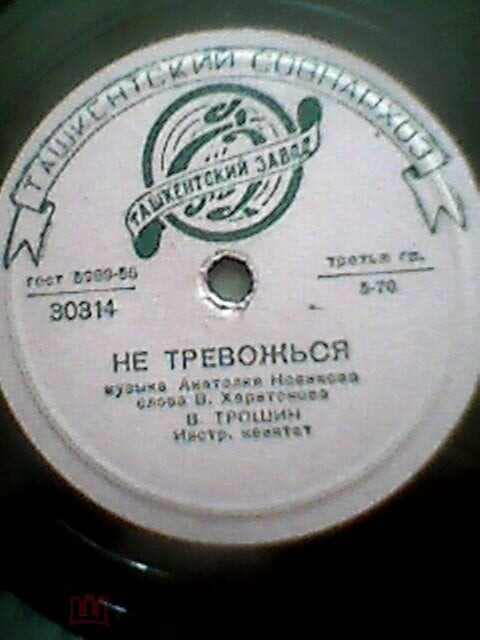 ТАШКЕНТСКИЙ СОВНАРХОЗ
ТАШКЕНТСКИЙ ЗАВОД
ГОСТ 5289-56
30314
третья гр.
5-70
НЕ ТРЕВОЖЬСЯ
музыка Анатолия Новикова
слова В. Харитонова
В. ТРОШИН
Инстр. квинтет